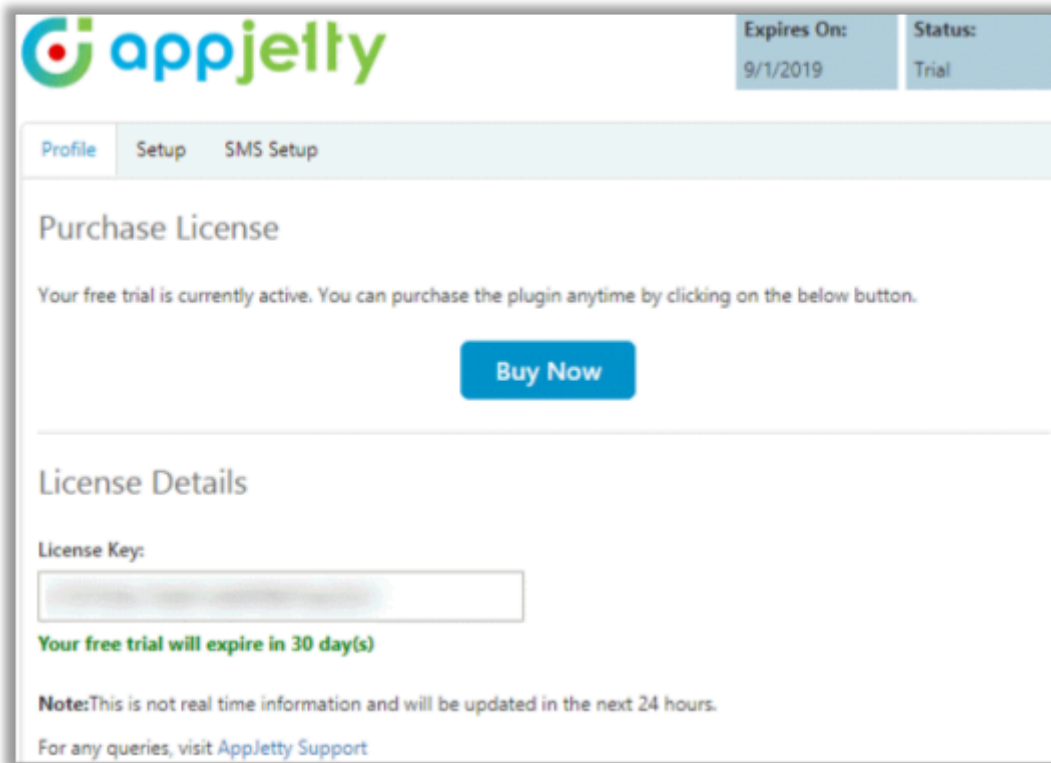 appjetty
Expires On:
Status:
9/1/2019
Trial
Profile
Setup
SMS Setup
Purchase License
Your free trial is currently active. You can purchase the plugin anytime by clicking on the below button.
Buy Now
License Details
License Key:
Your free trial will expire in 30 day(s)
Note:This is not real time information and will be updated in the next 24 hours.
For any queries, visit AppJetty Support